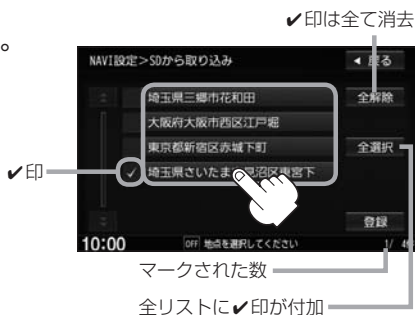 ✔印は全て消去
。
NAVI設定>SDから取り込み
◀ 戻る
埼玉県三郷市花和田
全解除
大阪府大阪市西区江戸堀
東京都新宿区赤城下町
全選択
✔印
✓ 埼玉県さいたま 見沼区東宮下
登録
10:00
OFF 地点を選択してください
1/ 4件
マークされた数
全リストに✔印が付加